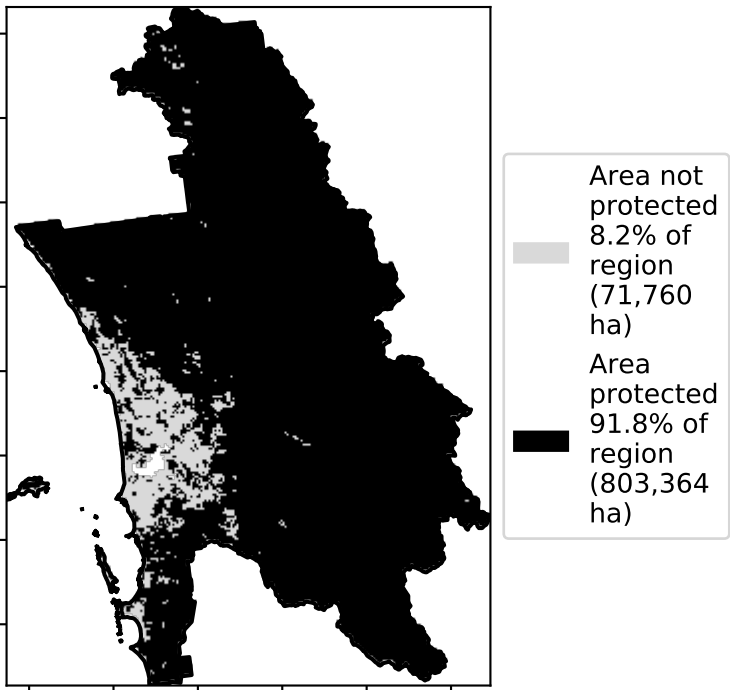 Area not
protected
8.2% of
region
(71,760
ha)
Area
protected
91.8% of
region
(803,364
ha)